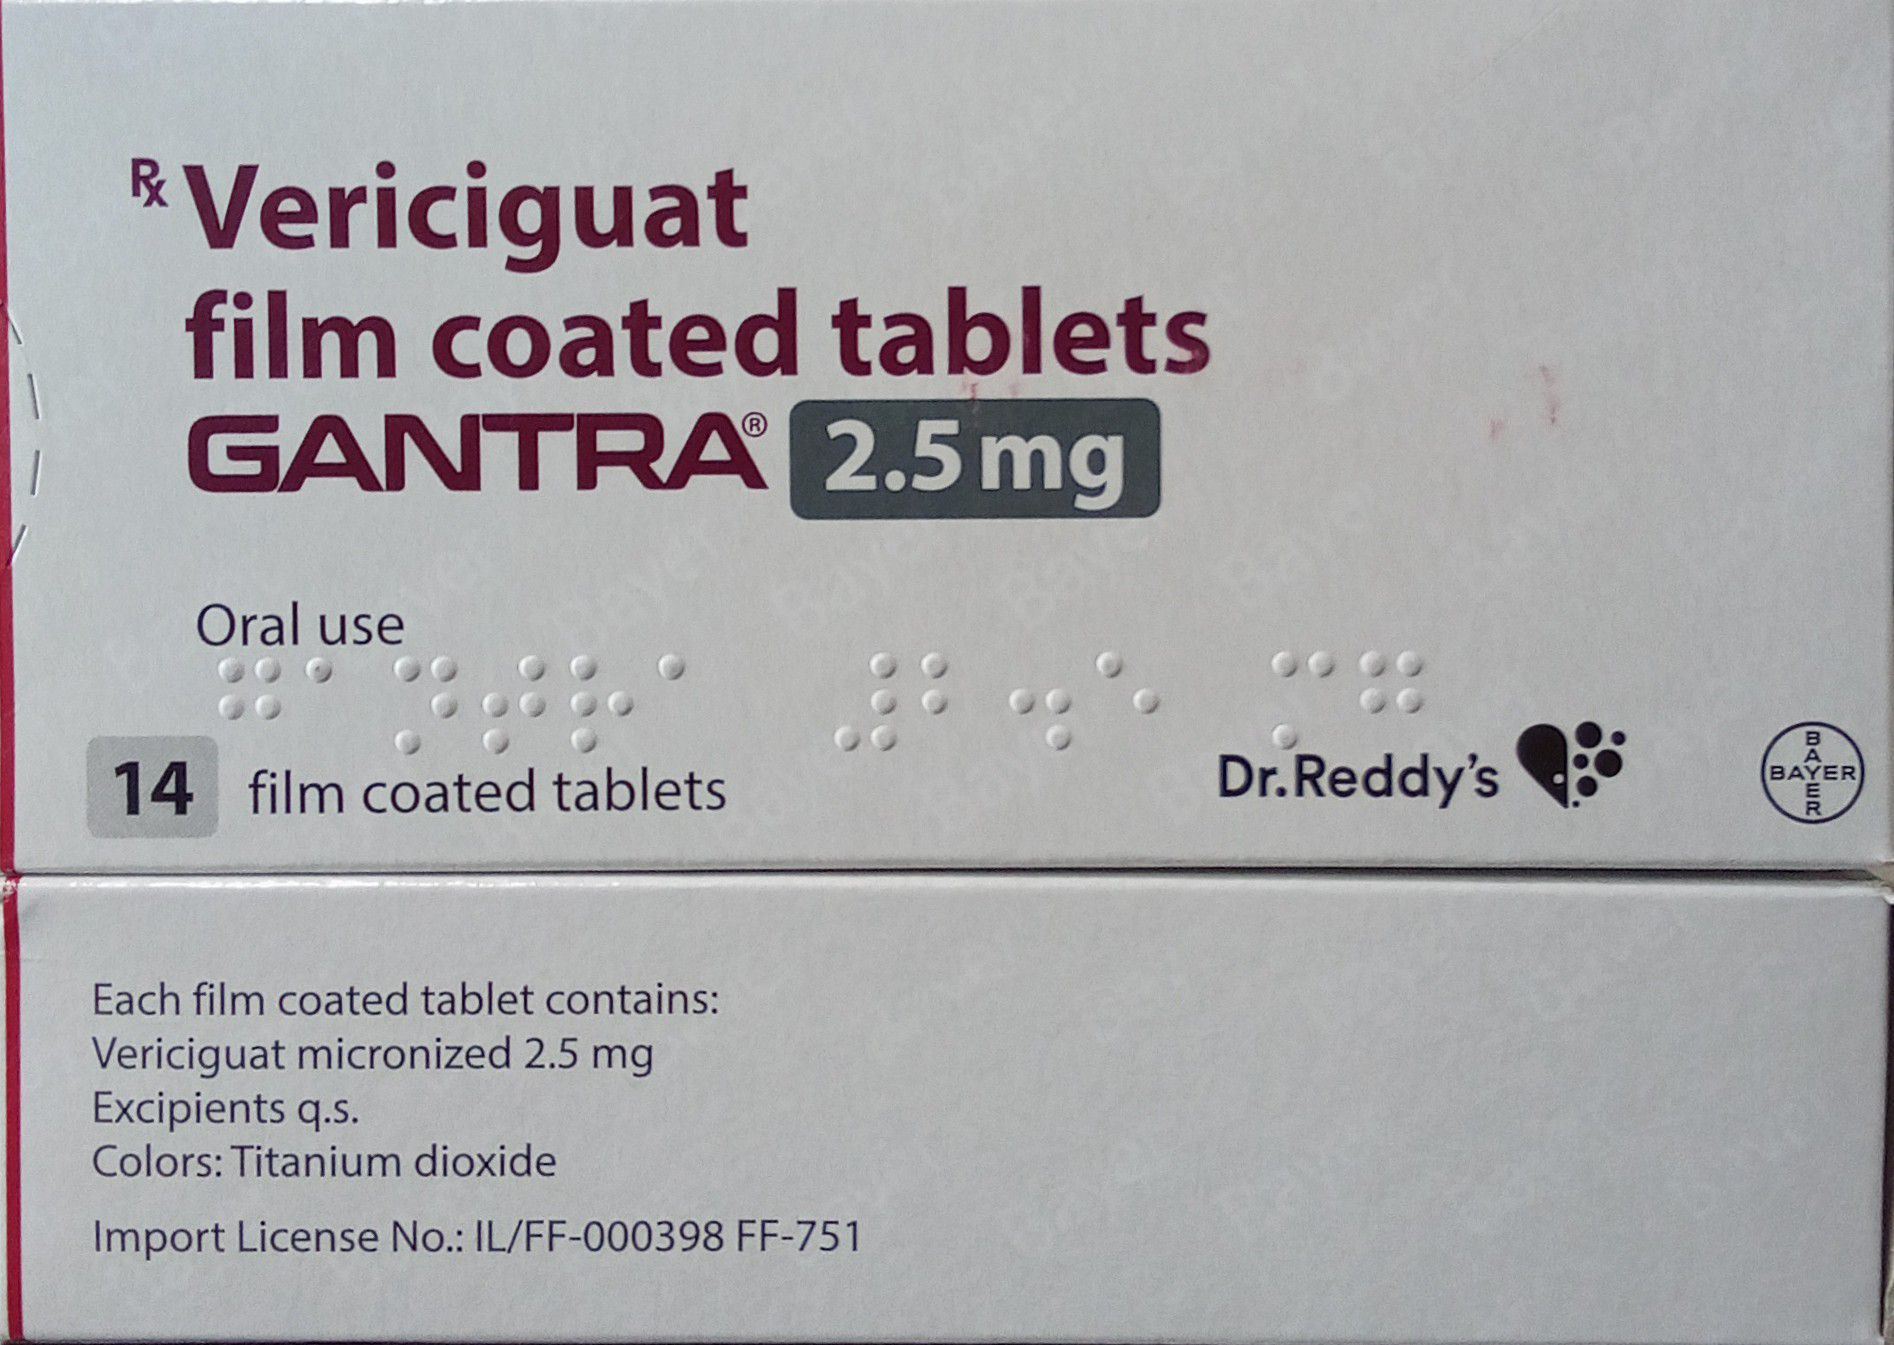 Rx Vericiguat
film coated tablets
GANTRA® 2.5 mg
Oral use
⠛⠁⠝⠞⠗⠁ ⠼⠃⠲⠑ ⠍⠛
14 film coated tablets
Dr.Reddy's
BAYER
BAYER
Each film coated tablet contains:
Vericiguat micronized 2.5 mg
Excipients q.s.
Colors: Titanium dioxide
Import License No.: IL/FF-000398 FF-751